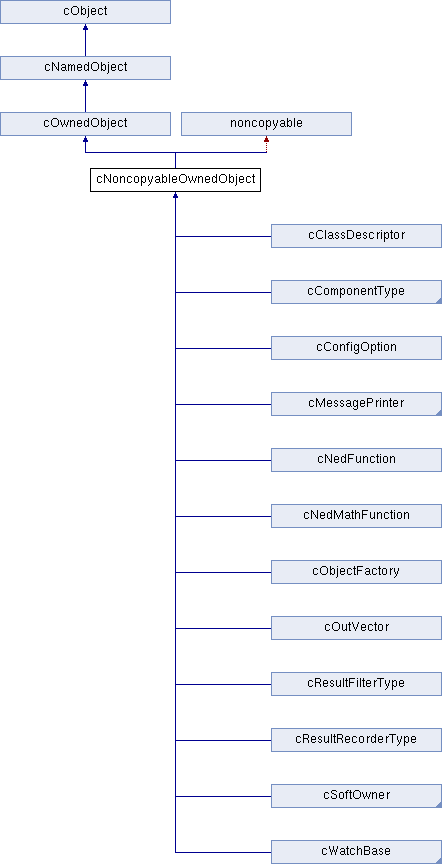 cObject
cNamedObject
cOwnedObject
noncopyable
cNoncopyableOwnedObject
cClassDescriptor
cComponentType
cConfigOption
cMessagePrinter
cNedFunction
cNedMathFunction
cObjectFactory
cOutVector
cResultFilterType
cResultRecorderType
cSoftOwner
cWatchBase